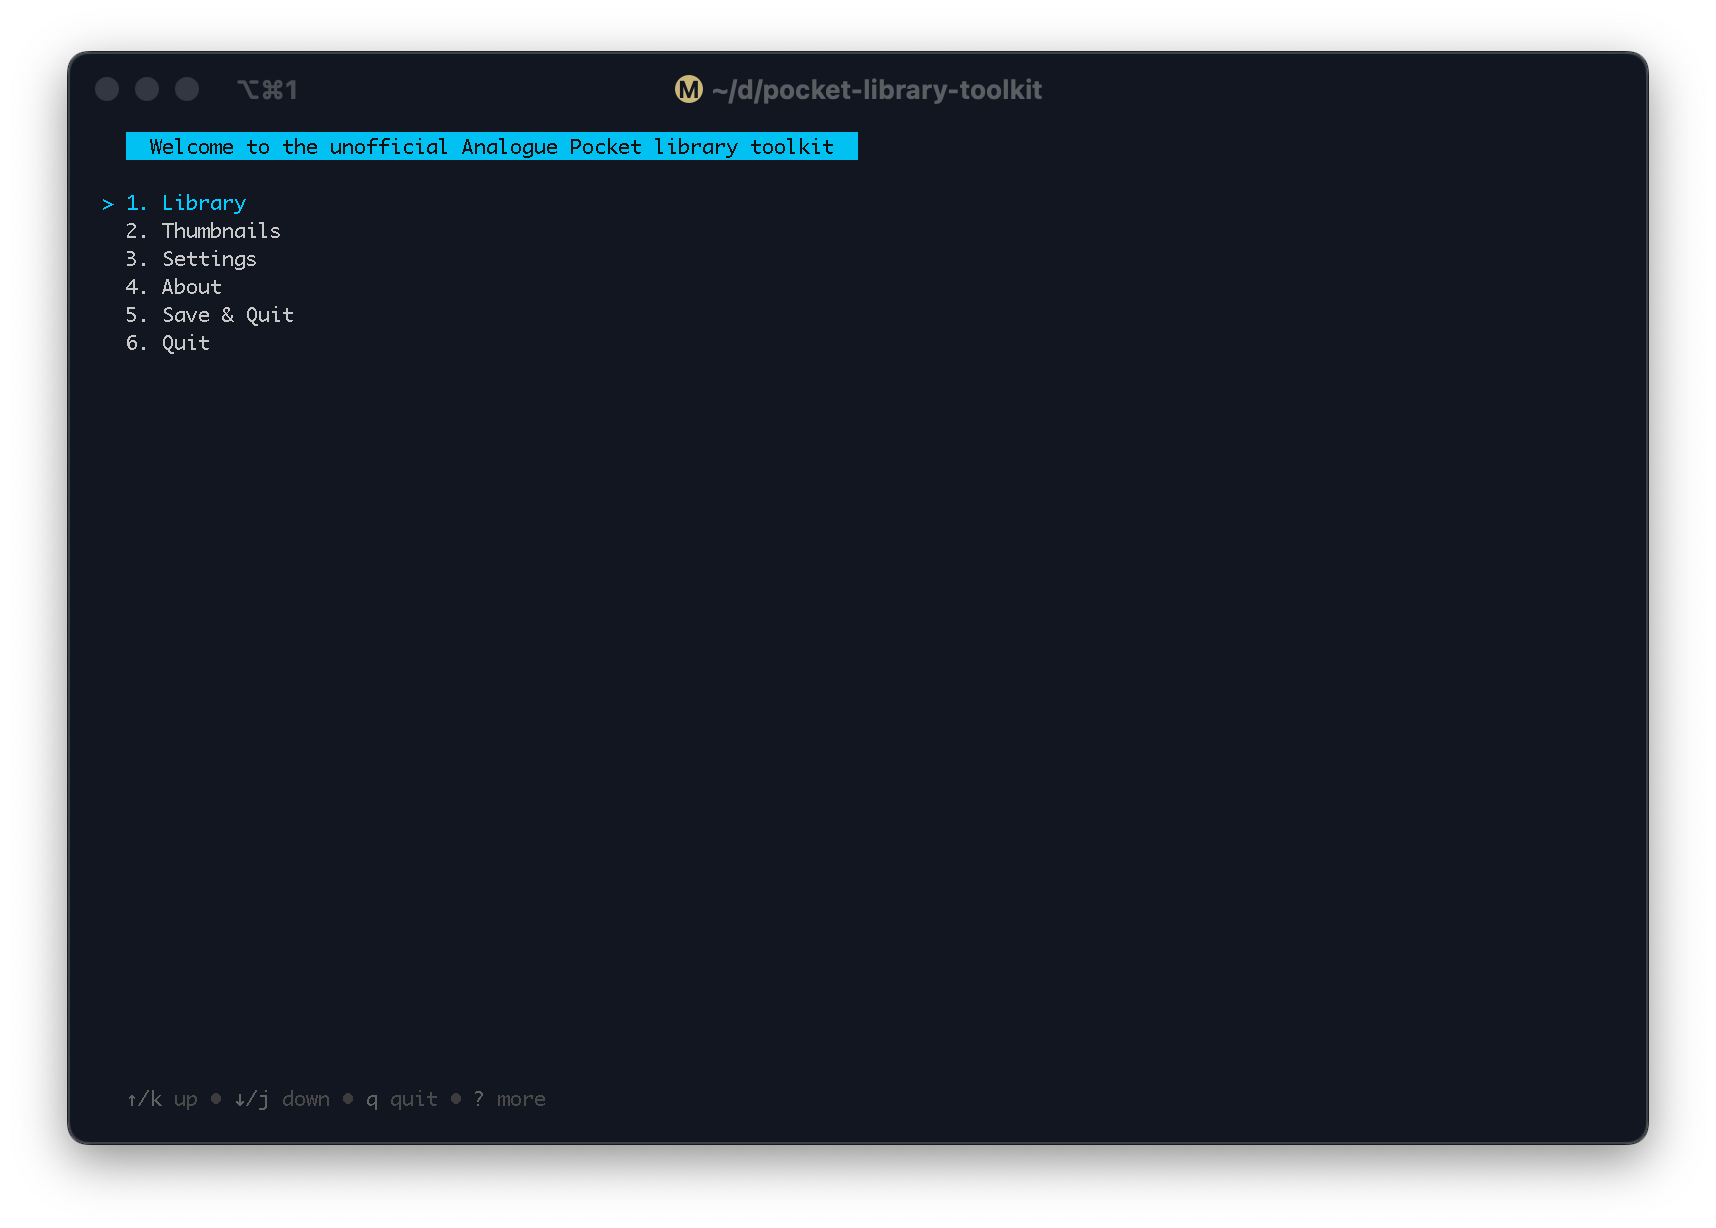 ⌥⌘1
M ~/d/pocket-library-toolkit
Welcome to the unofficial Analogue Pocket library toolkit
> 1. Library
2. Thumbnails
3. Settings
4. About
5. Save & Quit
6. Quit
↑/k up • ↓/j down • q quit • ? more